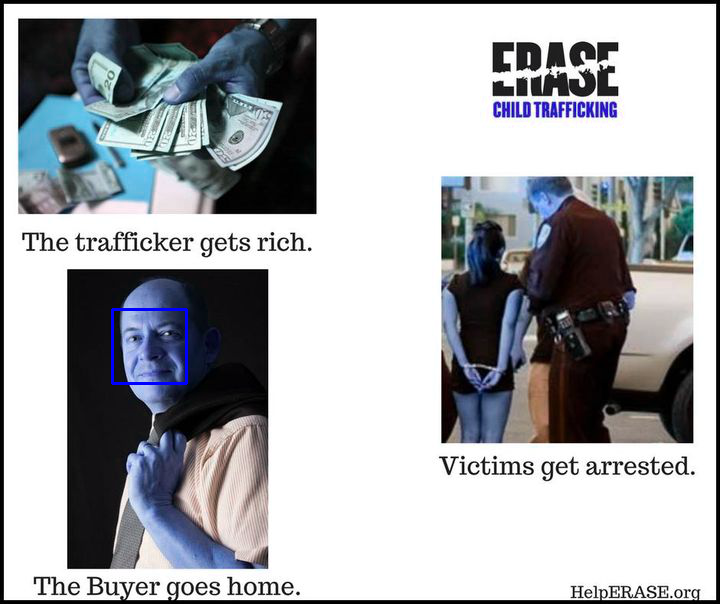 ERASE
CHILD TRAFFICKING
The trafficker gets rich.
Victims get arrested.
The Buyer goes home.
HelpERASE.org